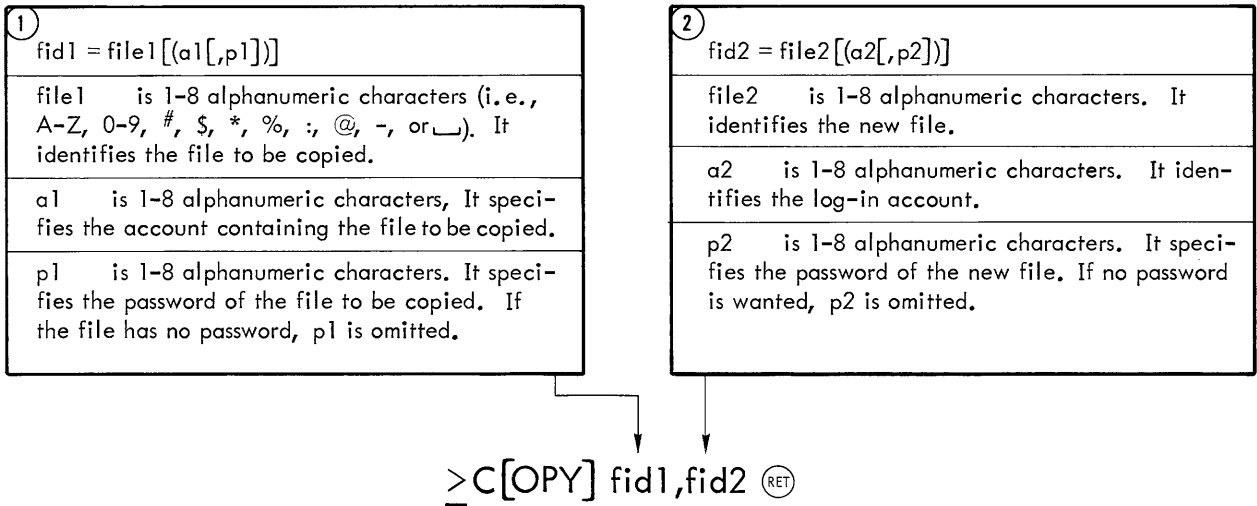 1
fid1 = file1[(a1[,p1])]
file1 is 1-8 alphanumeric characters (i.e.,
A-Z, 0-9, #, $, *, %, :, @, -, or ⎵). It
identifies the file to be copied.
a1 is 1-8 alphanumeric characters, It speci-
fies the account containing the file to be copied.
p1 is 1-8 alphanumeric characters. It speci-
fies the password of the file to be copied. If
the file has no password, p1 is omitted.
2
fid2 = file2[(a2[,p2])]
file2 is 1-8 alphanumeric characters. It
identifies the new file.
a2 is 1-8 alphanumeric characters. It iden-
tifies the log-in account.
p2 is 1-8 alphanumeric characters. It speci-
fies the password of the new file. If no password
is wanted, p2 is omitted.
>C[OPY] fid1,fid2 RET